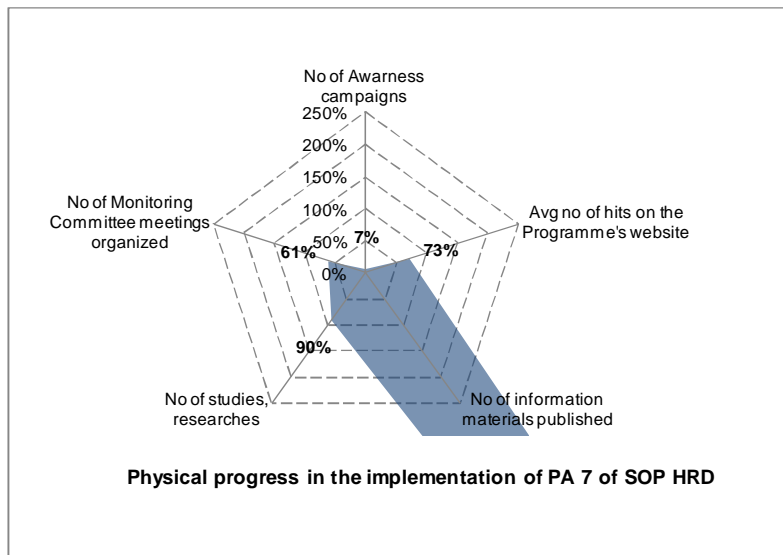 No of Awarness
campaigns
250%
200%
150%
100%
50%
0%
7%
Avg no of hits on the
Programme's website
73%
No of Monitoring
Committee meetings
organized
61%
90%
No of studies,
researches
No of information
materials published
Physical progress in the implementation of PA 7 of SOP HRD